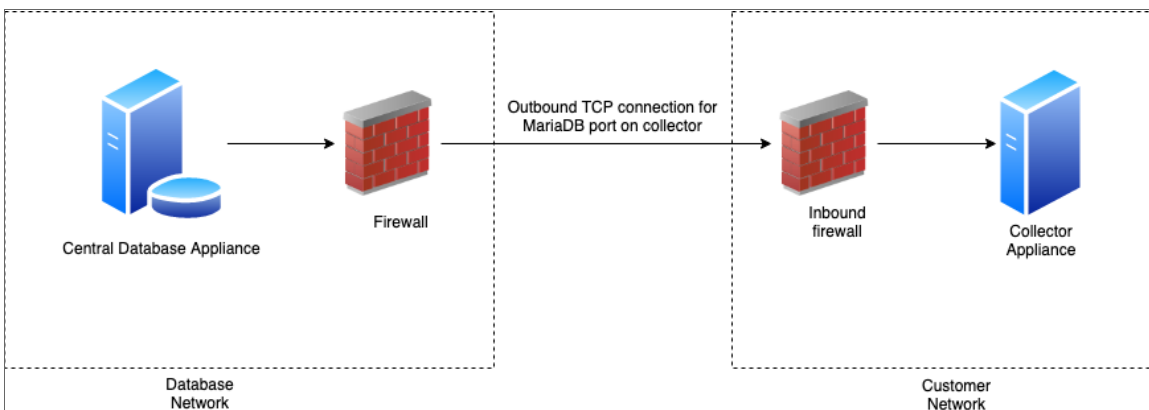 Outbound TCP connection for
MariaDB port on collector
Central Database Appliance
Firewall
Inbound
firewall
Collector
Appliance
Database
Network
Customer
Network